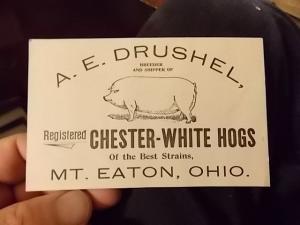 A. E. DRUSHEL,
BREEDER
AND SHIPPER OF
Registered CHESTER-WHITE HOGS
Of the Best Strains,
MT. EATON, OHIO.